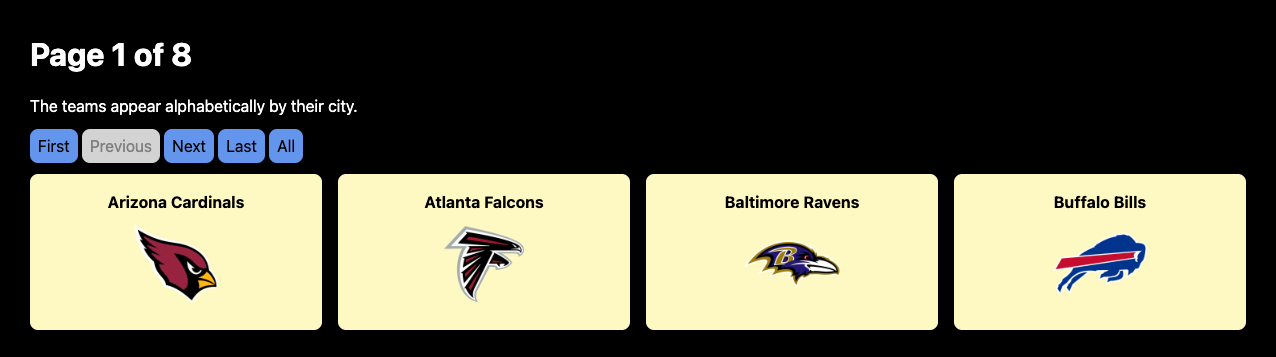 Page 1 of 8
The teams appear alphabetically by their city.
First Previous Next Last All
Arizona Cardinals Atlanta Falcons Baltimore Ravens Buffalo Bills
B